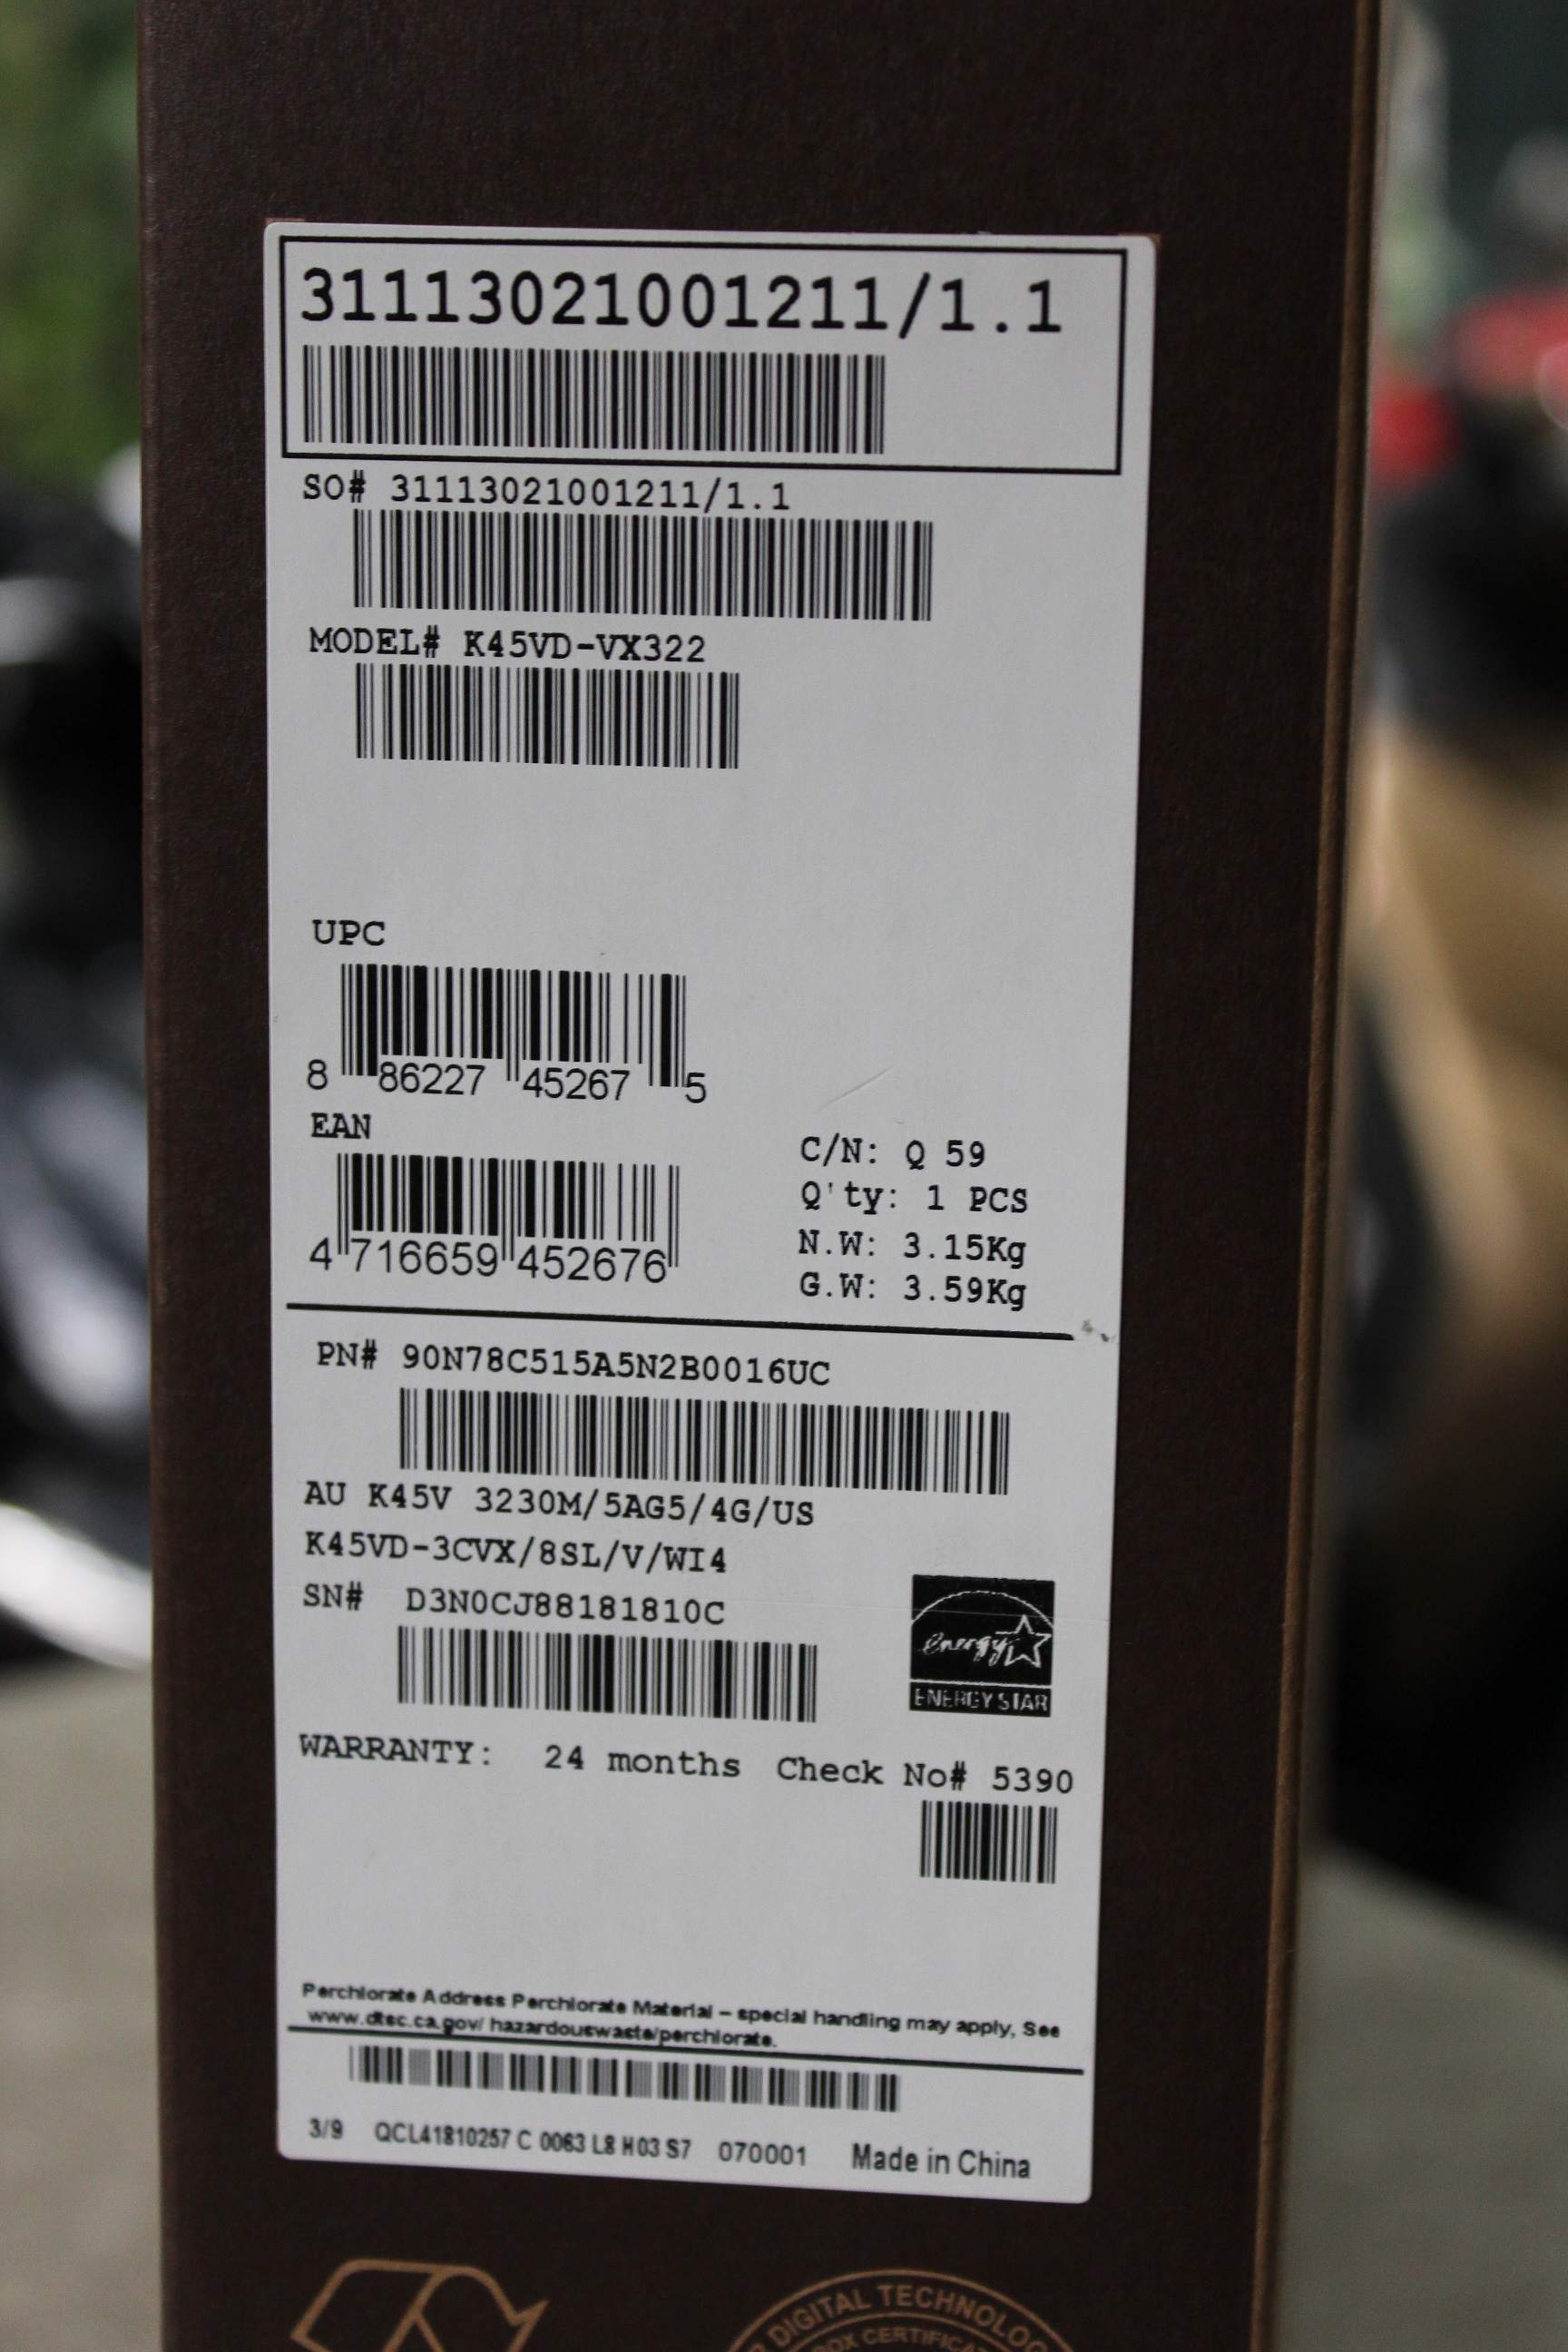 31113021001211/1.1
SO# 31113021001211/1.1
MODEL# K45VD-VX322
UPC
8 86227 45267 5
EAN
4 716659 452676
C/N: Q 59
Q'ty: 1 PCS
N.W: 3.15Kg
G.W: 3.59Kg
PN# 90N78C515A5N2B0016UC
AU K45V 3230M/5AG5/4G/US
K45VD-3CVX/8SL/V/WI4
SN# D3N0CJ88181810C
energy
ENERGY STAR
WARRANTY: 24 months Check No# 5390
Perchlorate Address Perchlorate Material – special handling may apply, See
www.dtsc.ca.gov/ hazardouswaste/perchlorate.
3/9 QCL41810257 C 0063 L8 H03 S7 070001 Made in China
DIGITAL TECHNOLO